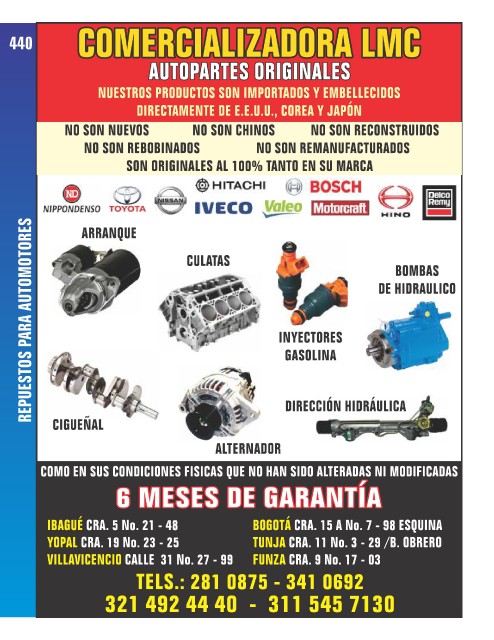 440
COMERCIALIZADORA LMC
AUTOPARTES ORIGINALES
NUESTROS PRODUCTOS SON IMPORTADOS Y EMBELLECIDOS
DIRECTAMENTE DE E.E.U.U., COREA Y JAPÓN
NO SON NUEVOS NO SON CHINOS NO SON RECONSTRUIDOS
NO SON REBOBINADOS NO SON REMANUFACTURADOS
SON ORIGINALES AL 100% TANTO EN SU MARCA
ND
NIPPONDENSO
TOYOTA
NISSAN
HITACHI
IVECO
BOSCH
Valeo
Motorcraft
HINO
Delco
Remy
REPUESTOS PARA AUTOMOTORES
ARRANQUE
CULATAS
BOMBAS
DE HIDRAULICO
INYECTORES
GASOLINA
CIGUEÑAL
ALTERNADOR
DIRECCIÓN HIDRÁULICA
COMO EN SUS CONDICIONES FISICAS QUE NO HAN SIDO ALTERADAS NI MODIFICADAS
6 MESES DE GARANTÍA
IBAGUÉ CRA. 5 No. 21 - 48
YOPAL CRA. 19 No. 23 - 25
VILLAVICENCIO CALLE 31 No. 27 - 99
BOGOTÁ CRA. 15 A No. 7 - 98 ESQUINA
TUNJA CRA. 11 No. 3 - 29 /B. OBRERO
FUNZA CRA. 9 No. 17 - 03
TELS.: 281 0875 - 341 0692
321 492 44 40 - 311 545 7130